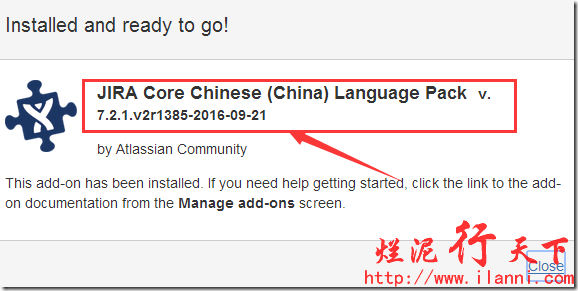 Installed and ready to go!
JIRA Core Chinese (China) Language Pack v.
7.2.1.v2r1385-2016-09-21
by Atlassian Community
This add-on has been installed. If you need help getting started, click the link to the add-
on documentation from the Manage add-ons screen.
烂泥行天下
Close
http://www.ilanni.com